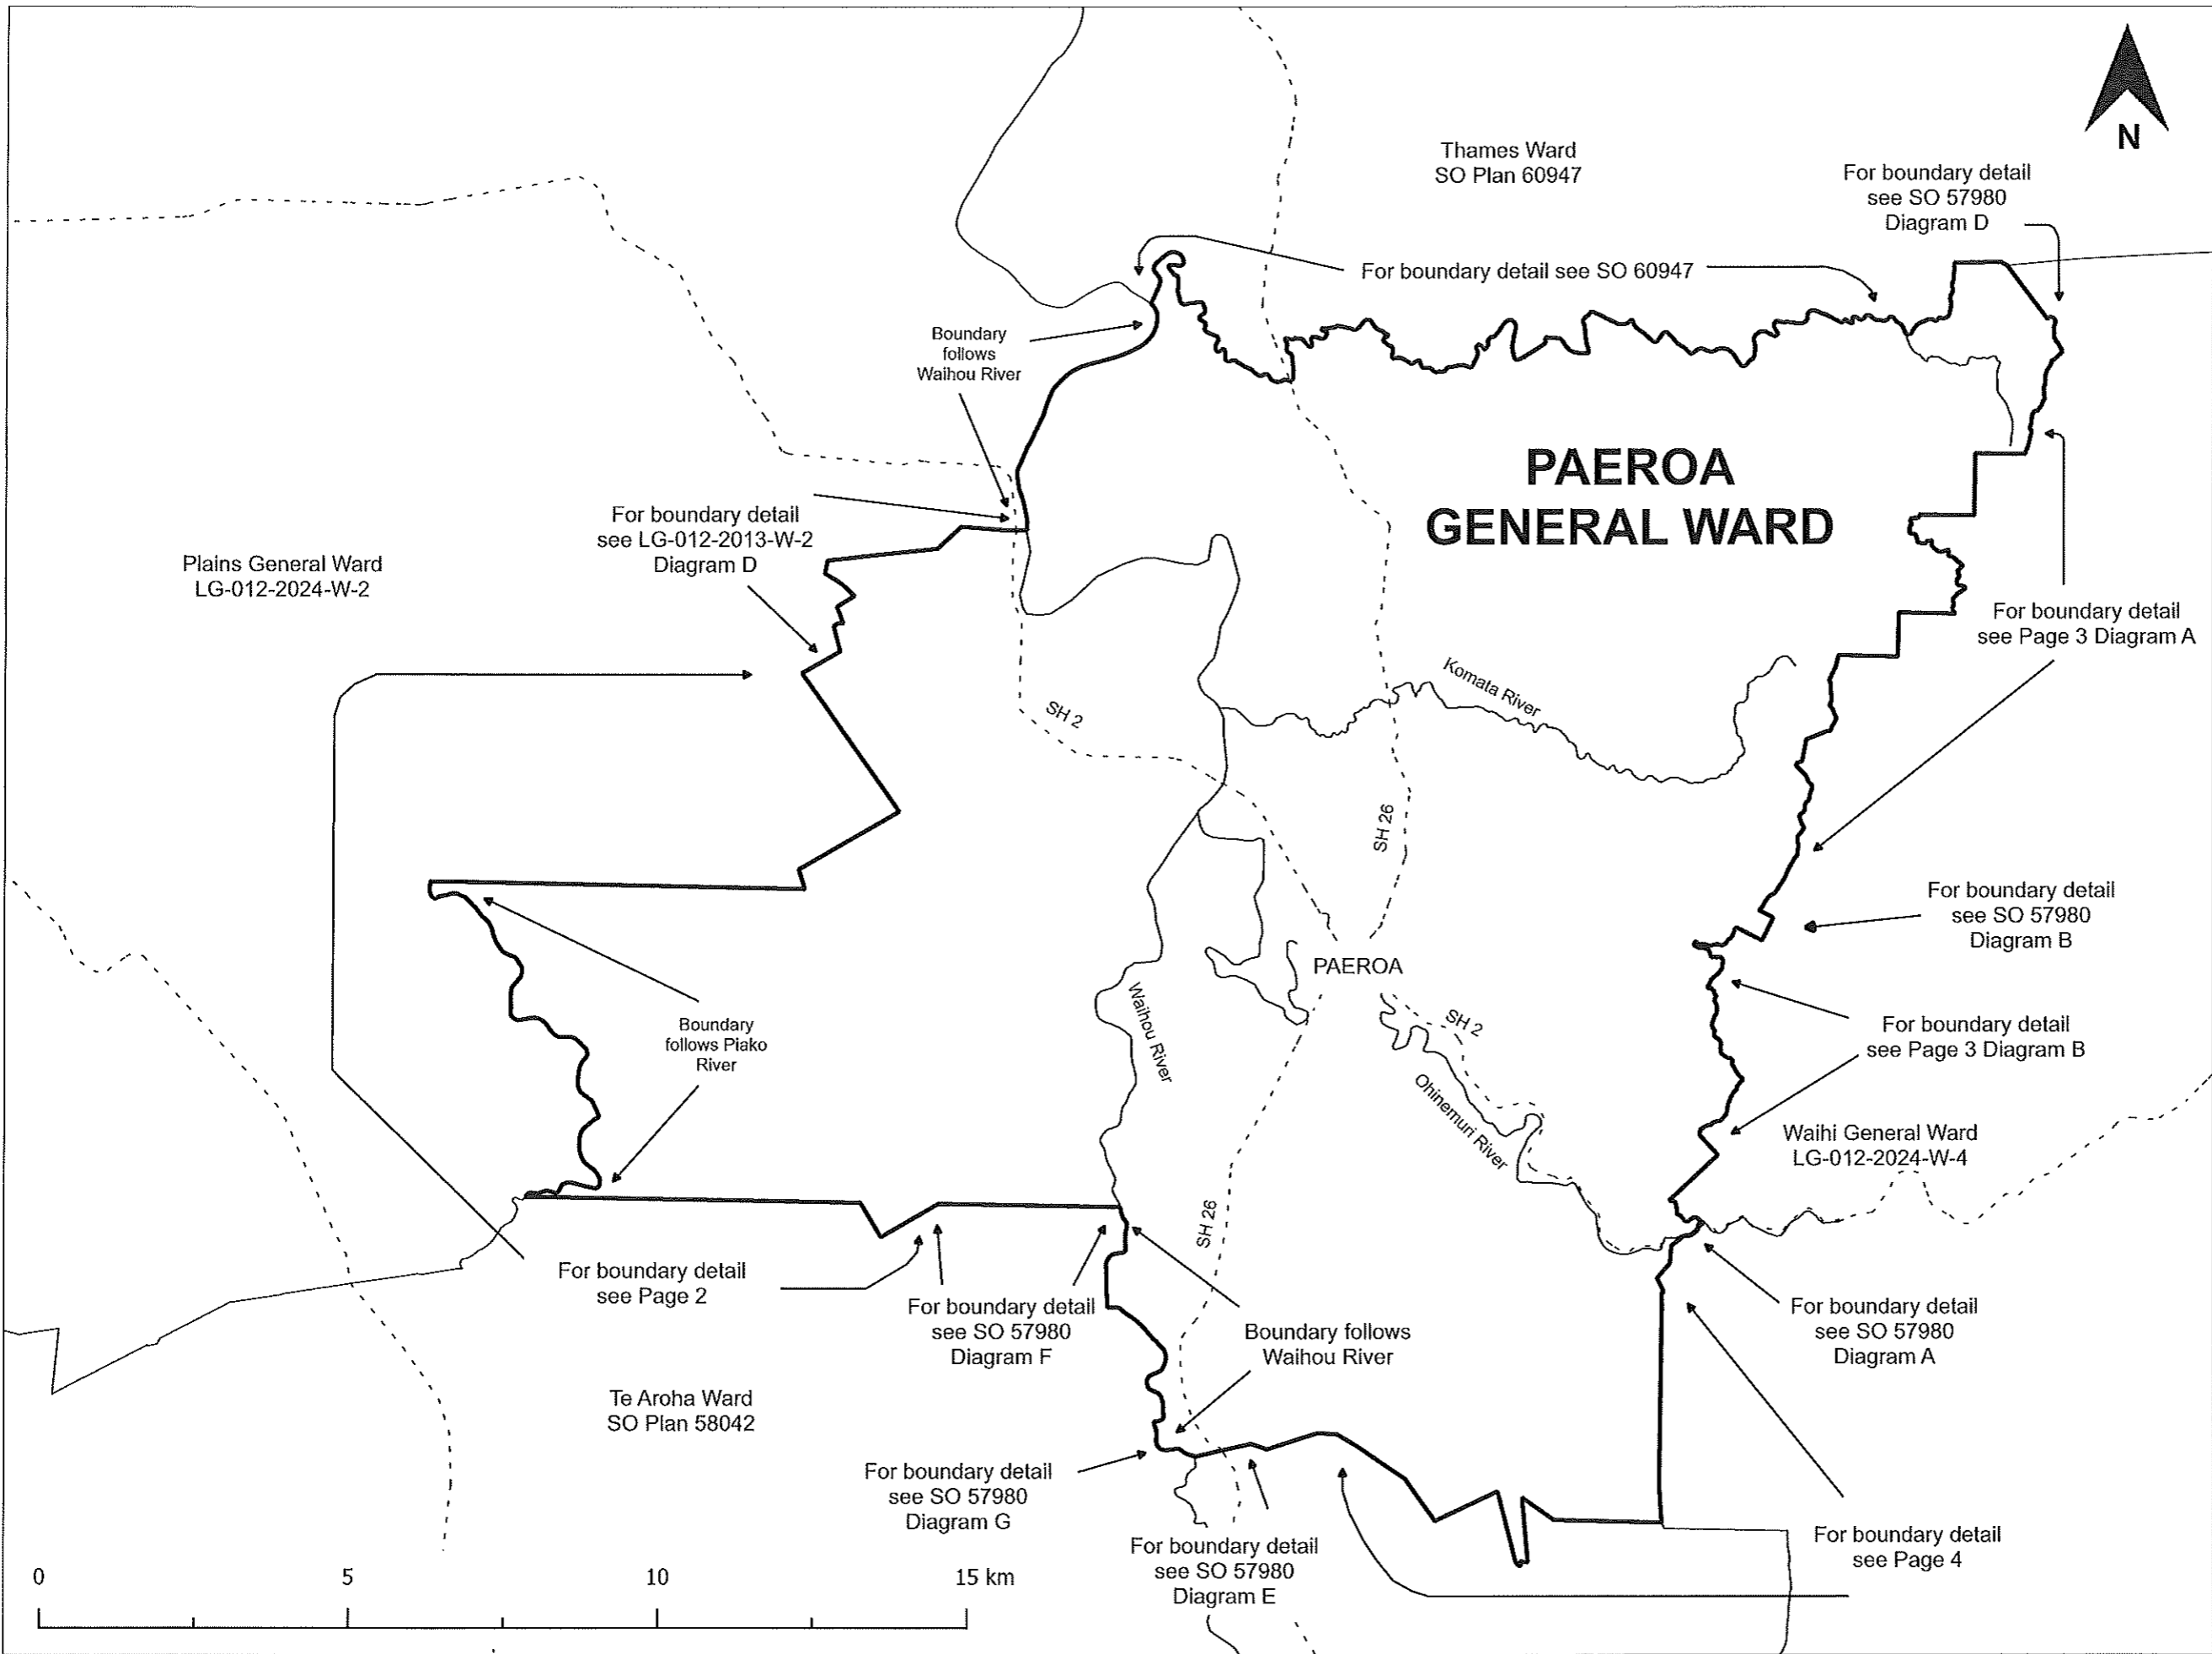 N
Thames Ward
SO Plan 60947
For boundary detail
see SO 57980
Diagram D
For boundary detail see SO 60947
Boundary
follows
Waihou River
PAEROA
GENERAL WARD
For boundary detail
see LG-012-2013-W-2
Diagram D
Plains General Ward
LG-012-2024-W-2
For boundary detail
see Page 3 Diagram A
Komata River
SH 2
SH 26
For boundary detail
see SO 57980
Diagram B
PAEROA
Waihou River
SH 2
Boundary
follows Piako
River
For boundary detail
see Page 3 Diagram B
Ohinemuri River
Waihi General Ward
LG-012-2024-W-4
SH 26
For boundary detail
see Page 2
For boundary detail
see SO 57980
Diagram F
Boundary follows
Waihou River
For boundary detail
see SO 57980
Diagram A
Te Aroha Ward
SO Plan 58042
For boundary detail
see SO 57980
Diagram G
For boundary detail
see SO 57980
Diagram E
For boundary detail
see Page 4
0 5 10 15 km